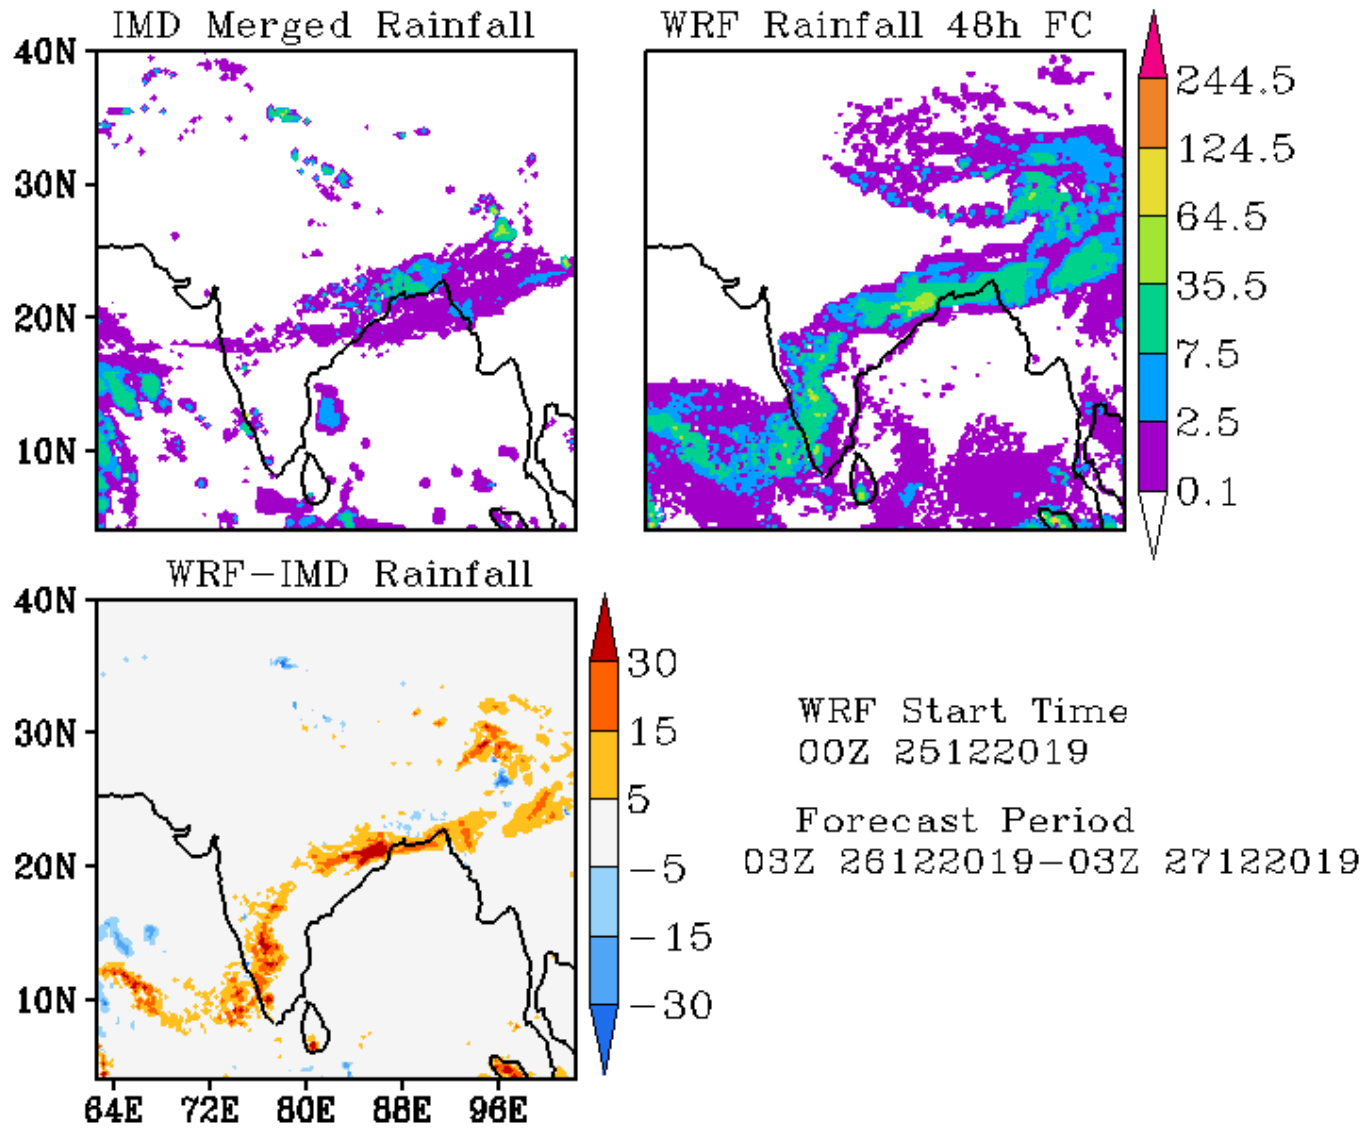 IMD Merged Rainfall
WRF Rainfall 48h FC
40N
30N
20N
10N
244.5
124.5
64.5
35.5
7.5
2.5
0.1
WRF-IMD Rainfall
40N
30N
20N
10N
64E 72E 80E 88E 96E
30
15
5
-5
-15
-30
WRF Start Time
00Z 25122019
Forecast Period
03Z 26122019-03Z 27122019